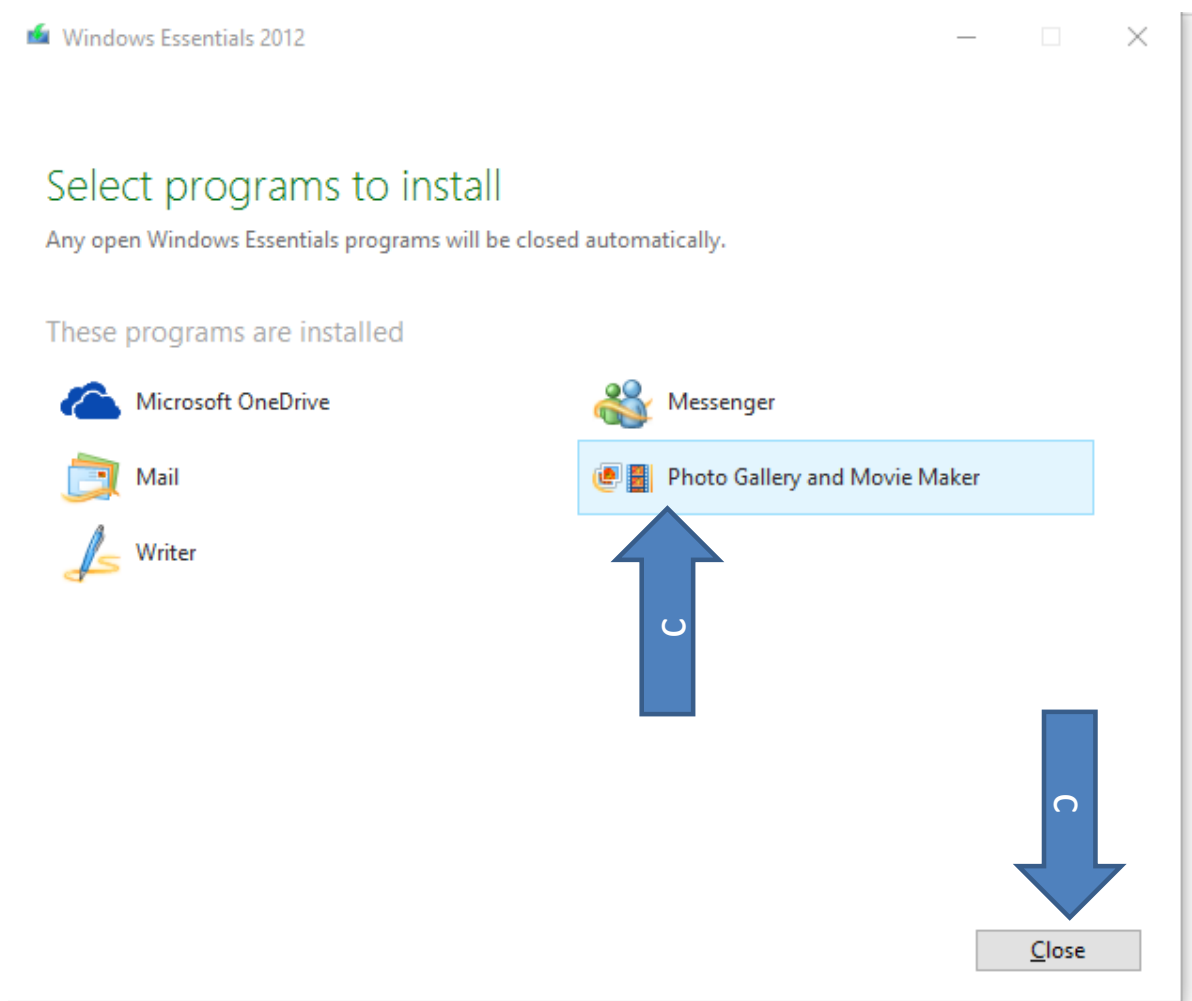 Windows Essentials 2012
Select programs to install
Any open Windows Essentials programs will be closed automatically.
These programs are installed
Microsoft OneDrive
Messenger
Mail
Photo Gallery and Movie Maker
Writer
C
C
Close